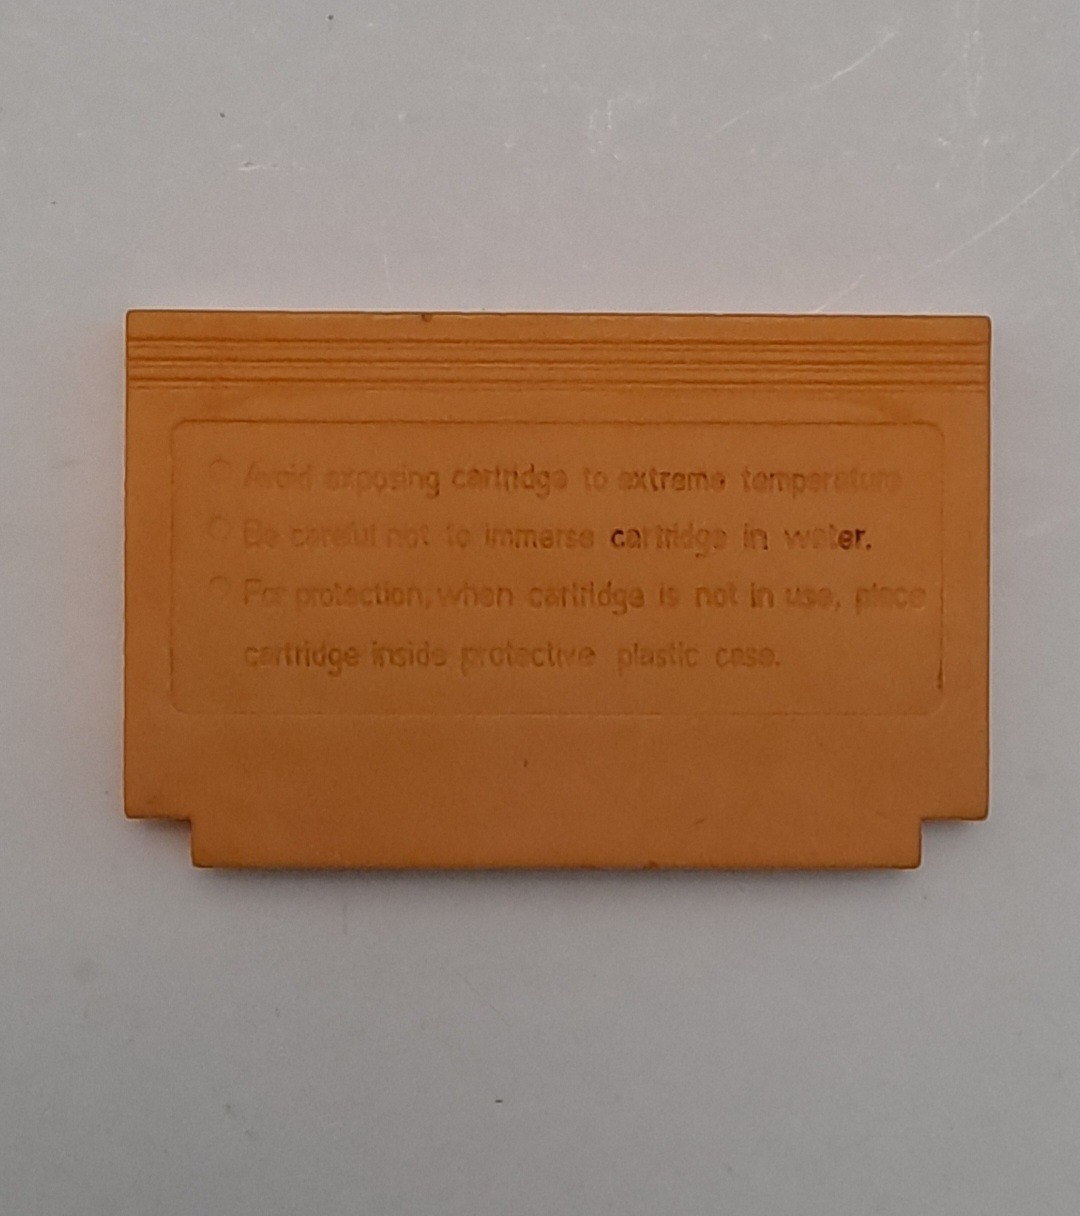 Avoid exposing cartridge to extreme temperature
Be careful not to immerse cartridge in water.
For protection, when cartridge is not in use, place
cartridge inside protective plastic case.